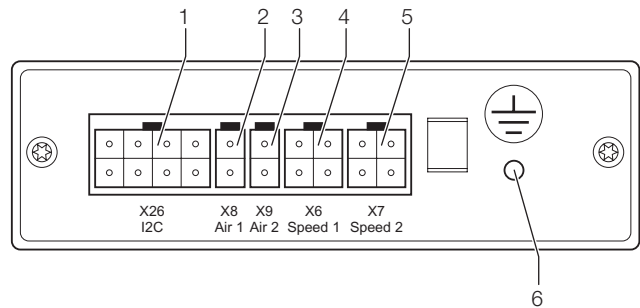 1 2 3 4 5
X26 X8 X9 X6 X7
I2C Air 1 Air 2 Speed 1 Speed 2
6